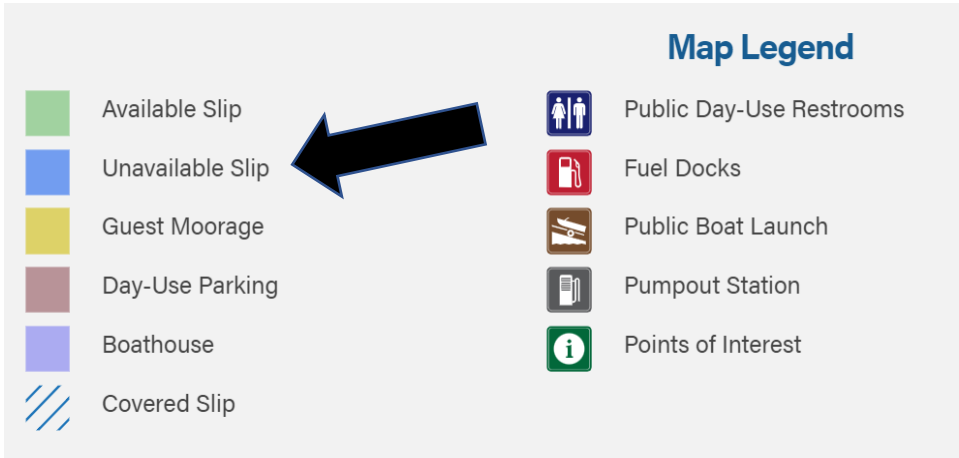 Map Legend
Available Slip
Unavailable Slip
Guest Moorage
Day-Use Parking
Boathouse
Covered Slip
Public Day-Use Restrooms
Fuel Docks
Public Boat Launch
Pumpout Station
Points of Interest